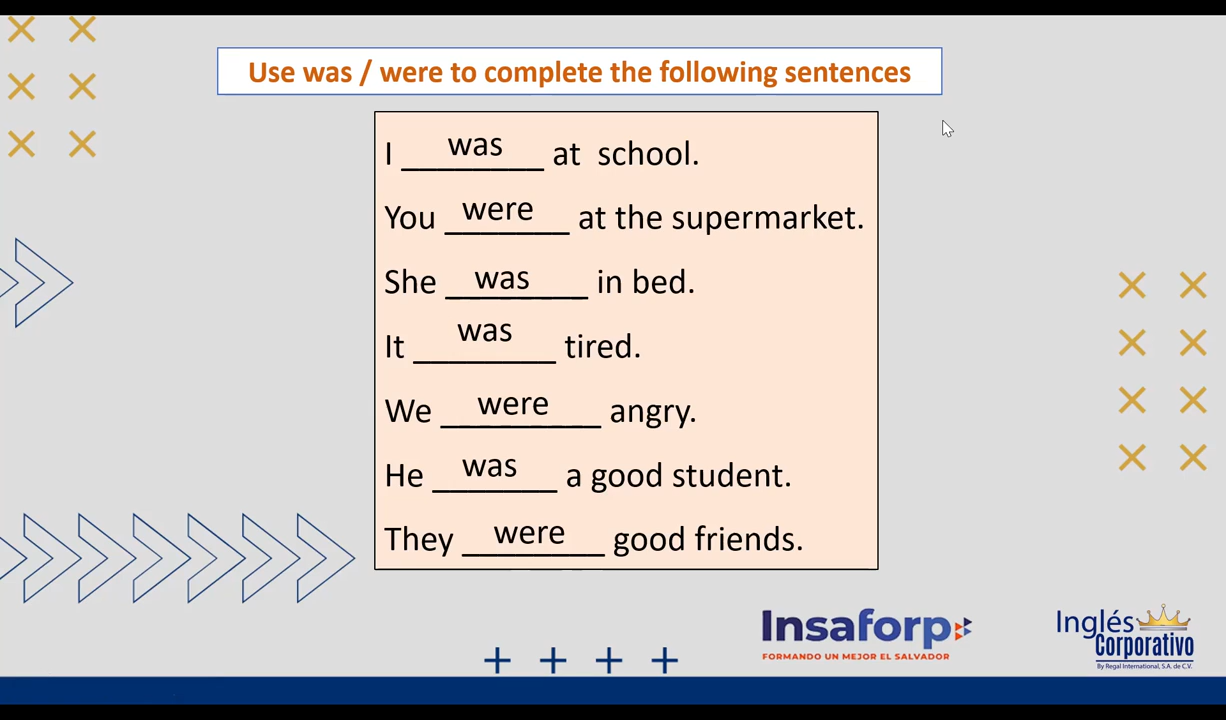 Use was / were to complete the following sentences
I was at school.
You were at the supermarket.
She was in bed.
It was tired.
We were angry.
He was a good student.
They were good friends.
Insaforp
FORMANDO UN MEJOR EL SALVADOR
Inglés
Corporativo
By Regal International, S.A. de C.V.